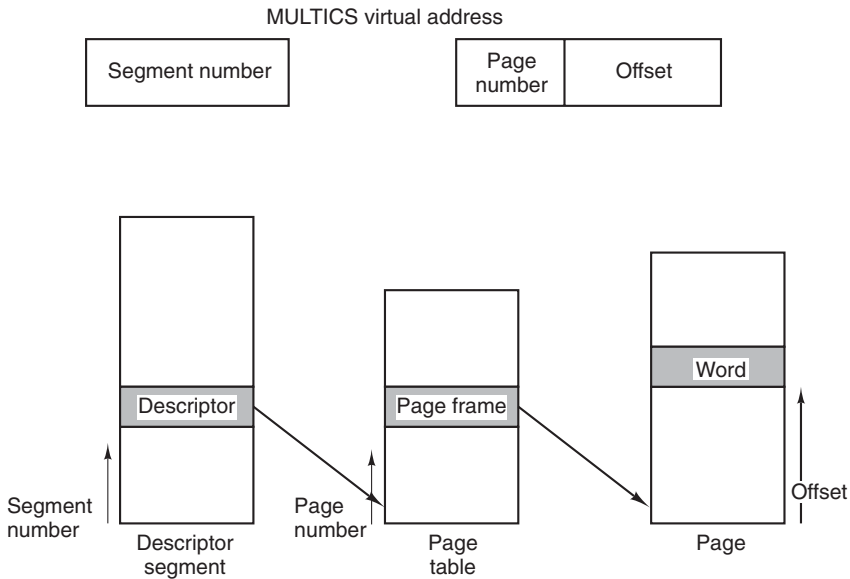 MULTICS virtual address
Segment number
Page
number
Offset
Descriptor
Page frame
Word
Segment
number
Page
number
Offset
Descriptor
segment
Page
table
Page